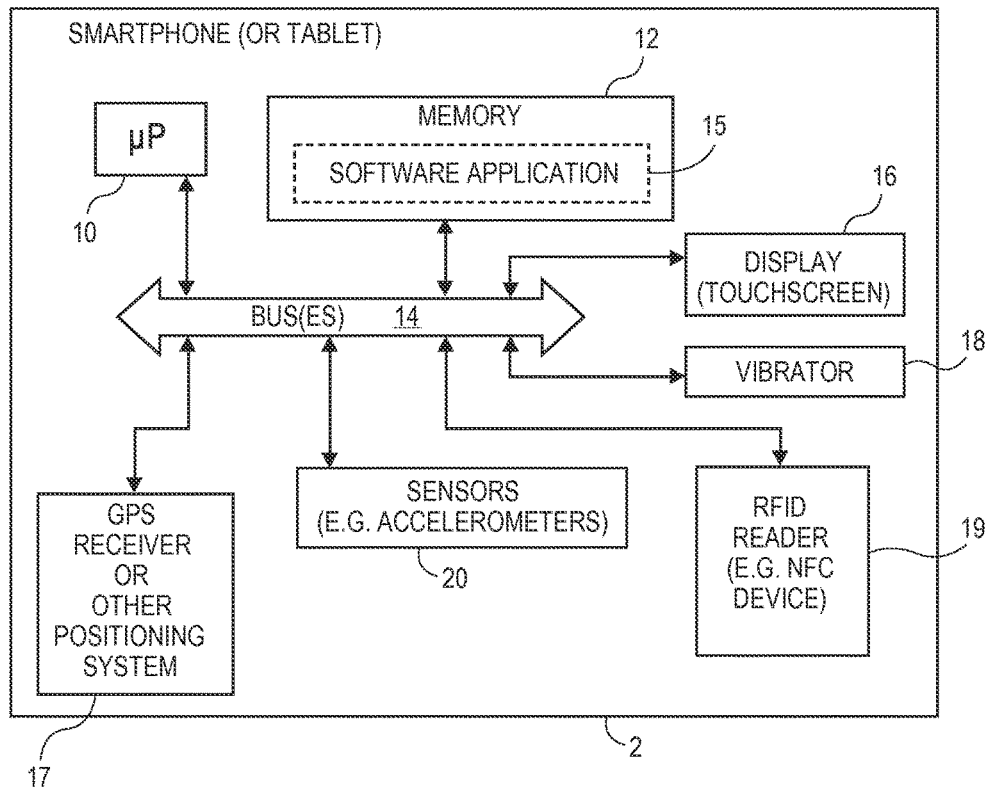 SMARTPHONE (OR TABLET)
12
MEMORY
15
µP
SOFTWARE APPLICATION
16
10
DISPLAY
(TOUCHSCREEN)
BUS(ES) 14
18
VIBRATOR
SENSORS
(E.G. ACCELEROMETERS)
20
GPS
RECEIVER
OR
OTHER
POSITIONING
SYSTEM
RFID
READER
(E.G. NFC
DEVICE)
19
2
17